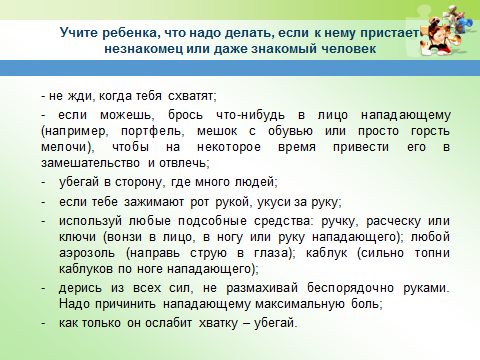 Учите ребенка, что надо делать, если к нему пристает
незнакомец или даже знакомый человек
- не жди, когда тебя схватят;
- если можешь, брось что-нибудь в лицо нападающему
(например, портфель, мешок с обувью или просто горсть
мелочи), чтобы на некоторое время привести его в
замешательство и отвлечь;
- убегай в сторону, где много людей;
- если тебе зажимают рот рукой, укуси за руку;
- используй любые подсобные средства: ручку, расческу или
ключи (вонзи в лицо, в ногу или руку нападающего); любой
аэрозоль (направь струю в глаза); каблук (сильно топни
каблуков по ноге нападающего);
- дерись из всех сил, не размахивай беспорядочно руками.
Надо причинить нападающему максимальную боль;
- как только он ослабит хватку – убегай.